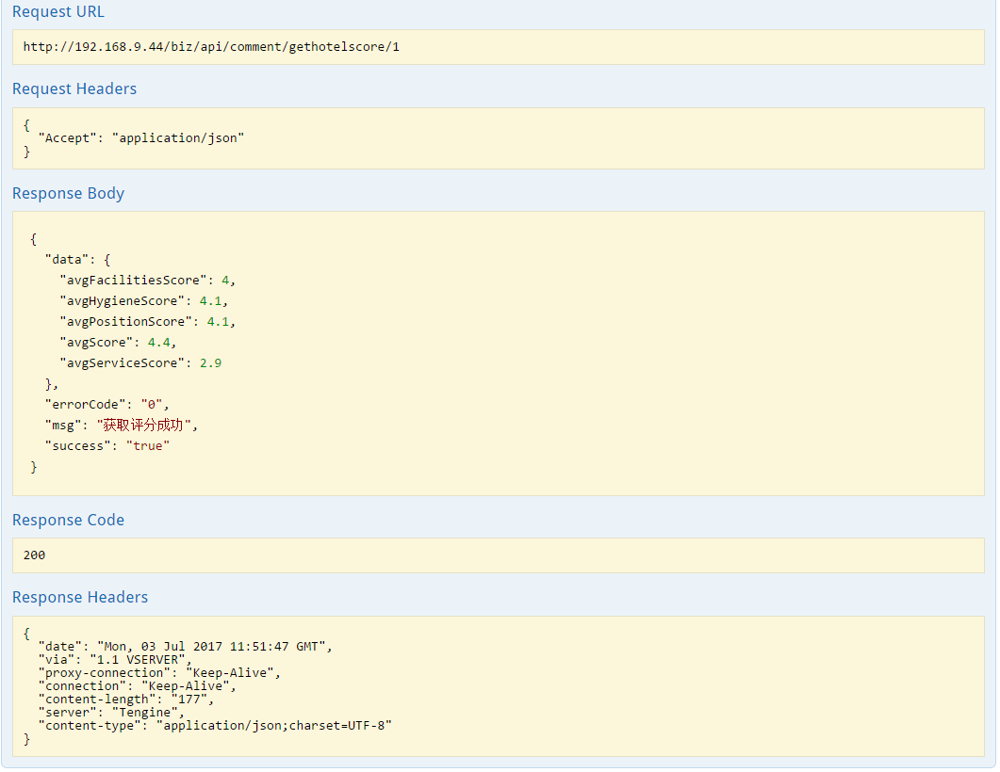 Request URL
http://192.168.9.44/biz/api/comment/gethotelscore/1
Request Headers
{
  "Accept": "application/json"
}
Response Body
{
  "data": {
    "avgFacilitiesScore": 4,
    "avgHygieneScore": 4.1,
    "avgPositionScore": 4.1,
    "avgScore": 4.4,
    "avgServiceScore": 2.9
  },
  "errorCode": "0",
  "msg": "获取评分成功",
  "success": "true"
}
Response Code
200
Response Headers
{
  "date": "Mon, 03 Jul 2017 11:51:47 GMT",
  "via": "1.1 VSERVER",
  "proxy-connection": "Keep-Alive",
  "connection": "Keep-Alive",
  "content-length": "177",
  "server": "Tengine",
  "content-type": "application/json;charset=UTF-8"
}